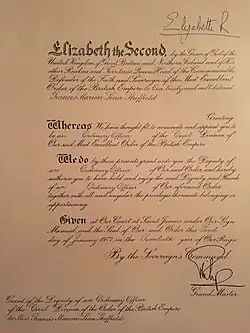 Elizabeth R
Elizabeth the Second, by the Grace of God of the
United Kingdom of Great Britain and Northern Ireland and of Her
Other Realms and Territories Queen, Head of the Commonwealth,
Defender of the Faith and Sovereign of the Most Excellent
Order of the British Empire to Our trusty and well beloved
Frances Marion Lina Sheffield
Greeting
Whereas We have thought fit to nominate and appoint you to
be an Ordinary Officer of the Civil Division of
Our said Most Excellent Order of the British Empire
We do by these presents grant unto you the Dignity of
an Ordinary Officer of Our said Order and hereby
authorise you to have hold and enjoy the said Dignity and Rank
of an Ordinary Officer of Our aforesaid Order
together with all and singular the privileges thereunto belonging or
appertaining.
Given at Our Court at Saint James's under Our Sign
Manual and the Seal of Our said Order this First
day of January 1972 in the Twentieth year of Our Reign.
By the Sovereign's Command.
Grand Master
Grant of the Dignity of an Ordinary Officer
of the Civil Division of the Order of the British Empire
to Miss Frances Marion Lina Sheffield.